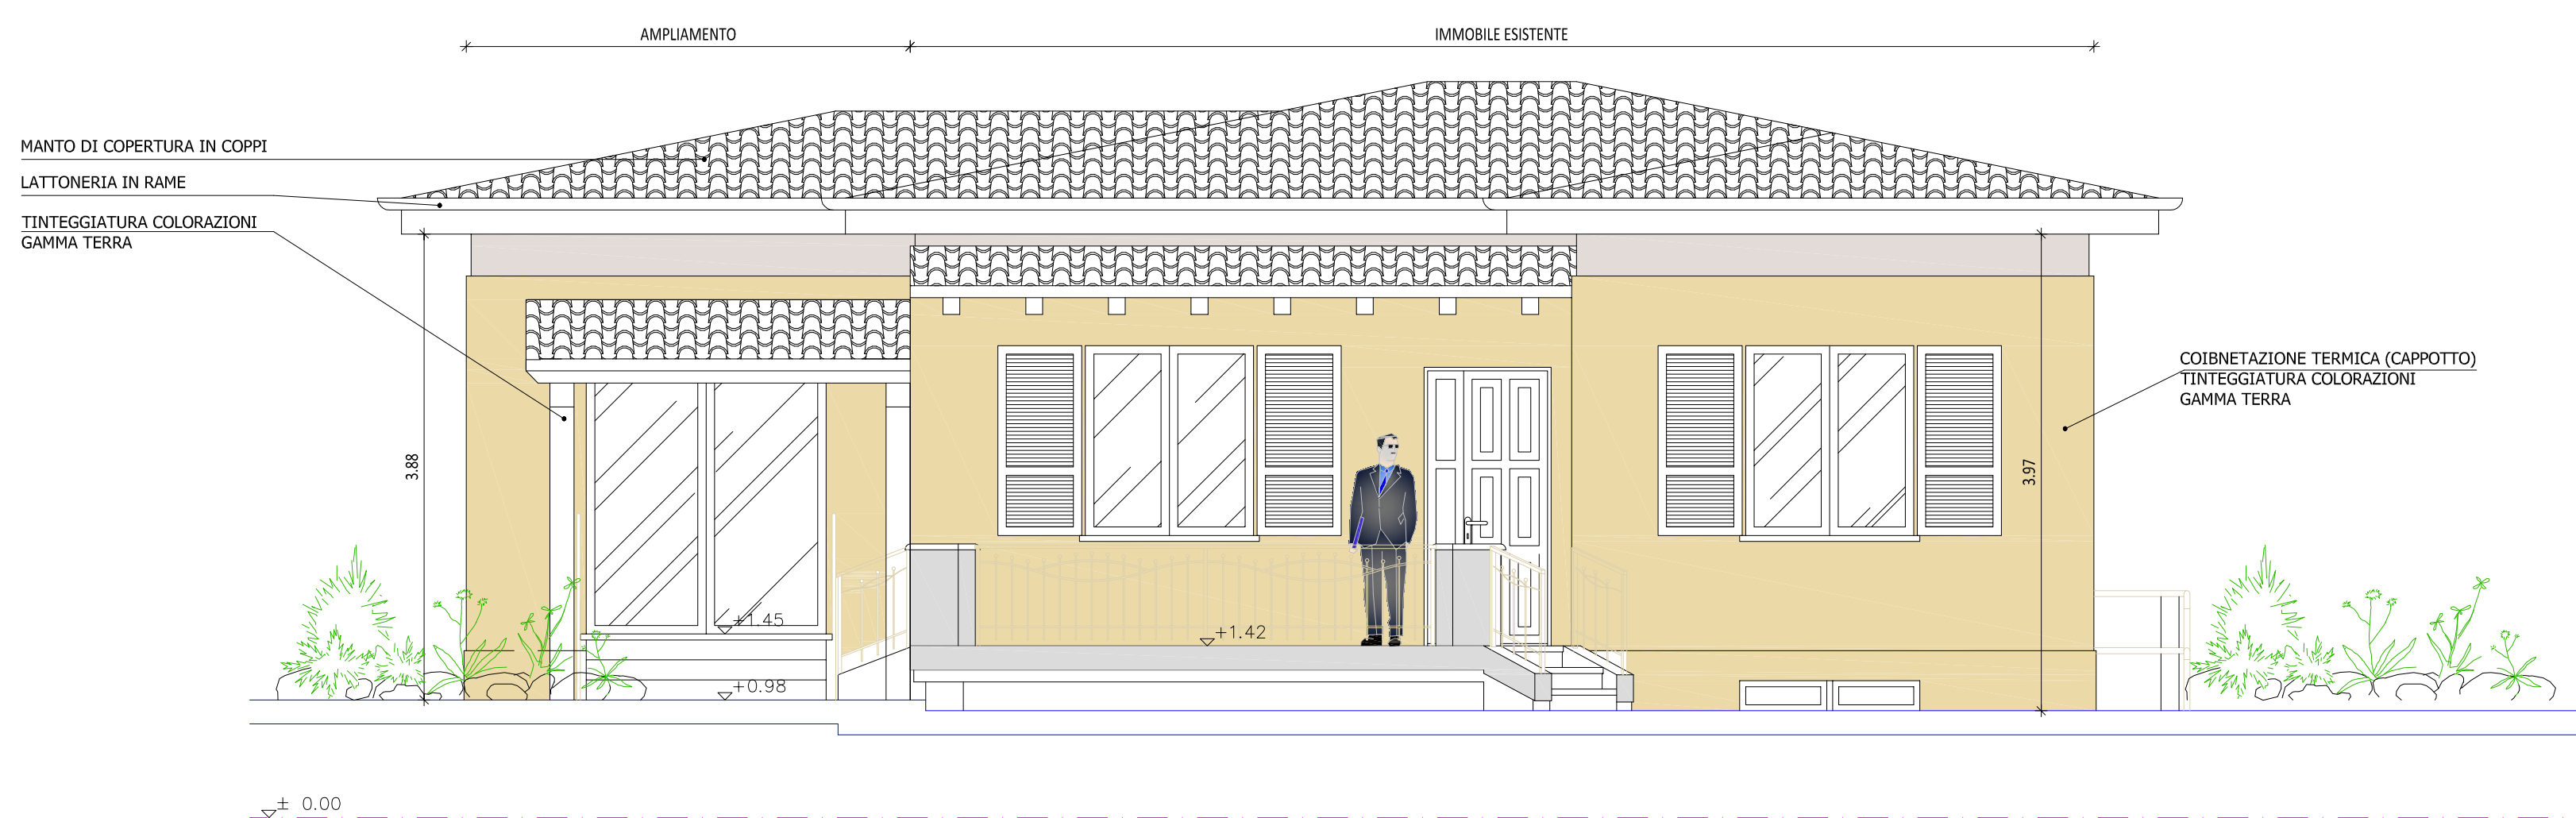 AMPLIAMENTO
IMMOBILE ESISTENTE
MANTO DI COPERTURA IN COPPI
LATTONERIA IN RAME
TINTEGGIATURA COLORAZIONI
GAMMA TERRA
COIBNETAZIONE TERMICA (CAPPOTTO)
TINTEGGIATURA COLORAZIONI
GAMMA TERRA
3.88
3.97
+1.45
+1.42
+0.98
± 0.00